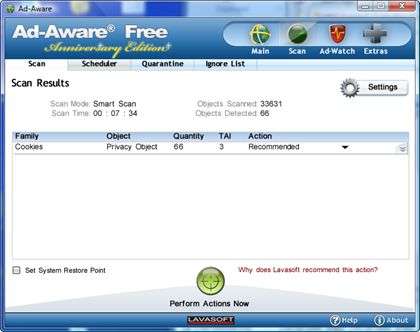 Ad-Aware
Ad-Aware® Free
Anniversary Edition
Main Scan Ad-Watch Extras
Scan Scheduler Quarantine Ignore List
Scan Results
Settings
Scan Mode: Smart Scan Objects Scanned: 33631
Scan Time: 00 : 07 : 34 Objects Detected: 66
Family Object Quantity TAI Action
Cookies Privacy Object 66 3 Recommended
Set System Restore Point
Why does Lavasoft recommend this action?
Perform Actions Now
LAVASOFT
? Help i About